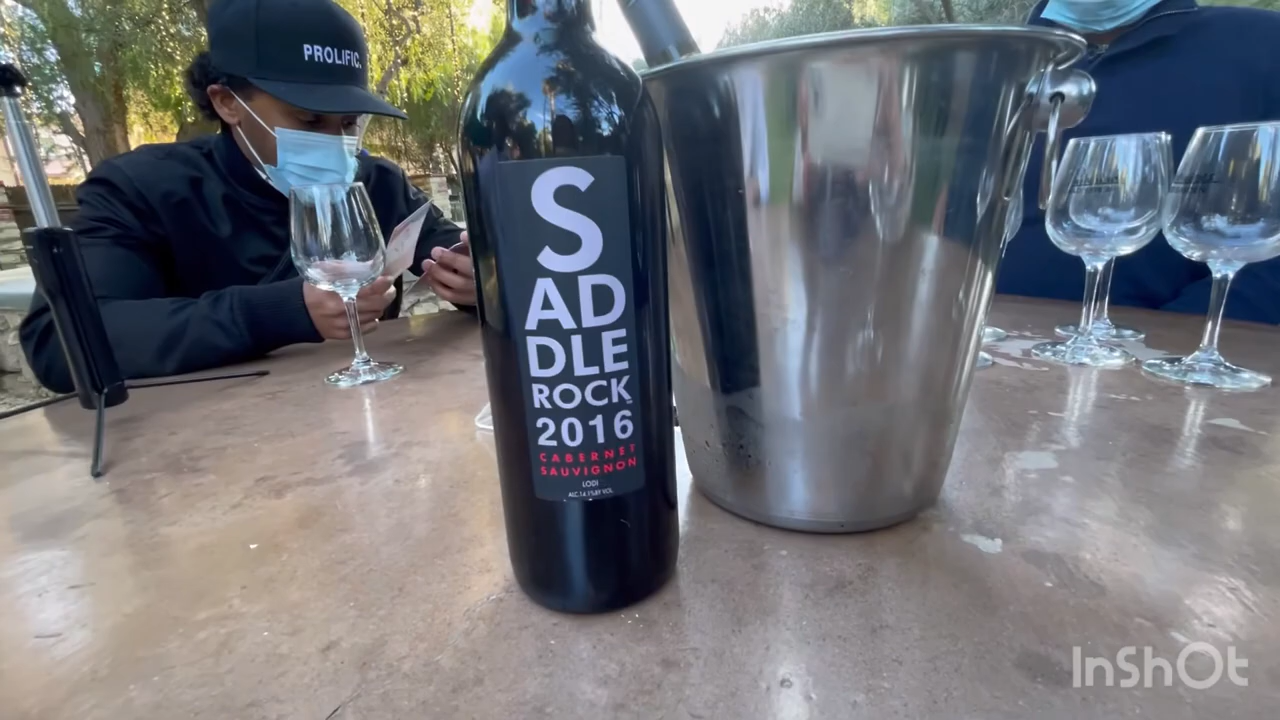 PROLIFIC.
S
AD
DLE
ROCK
2016
CABERNET
SAUVIGNON
LODI
InShOt